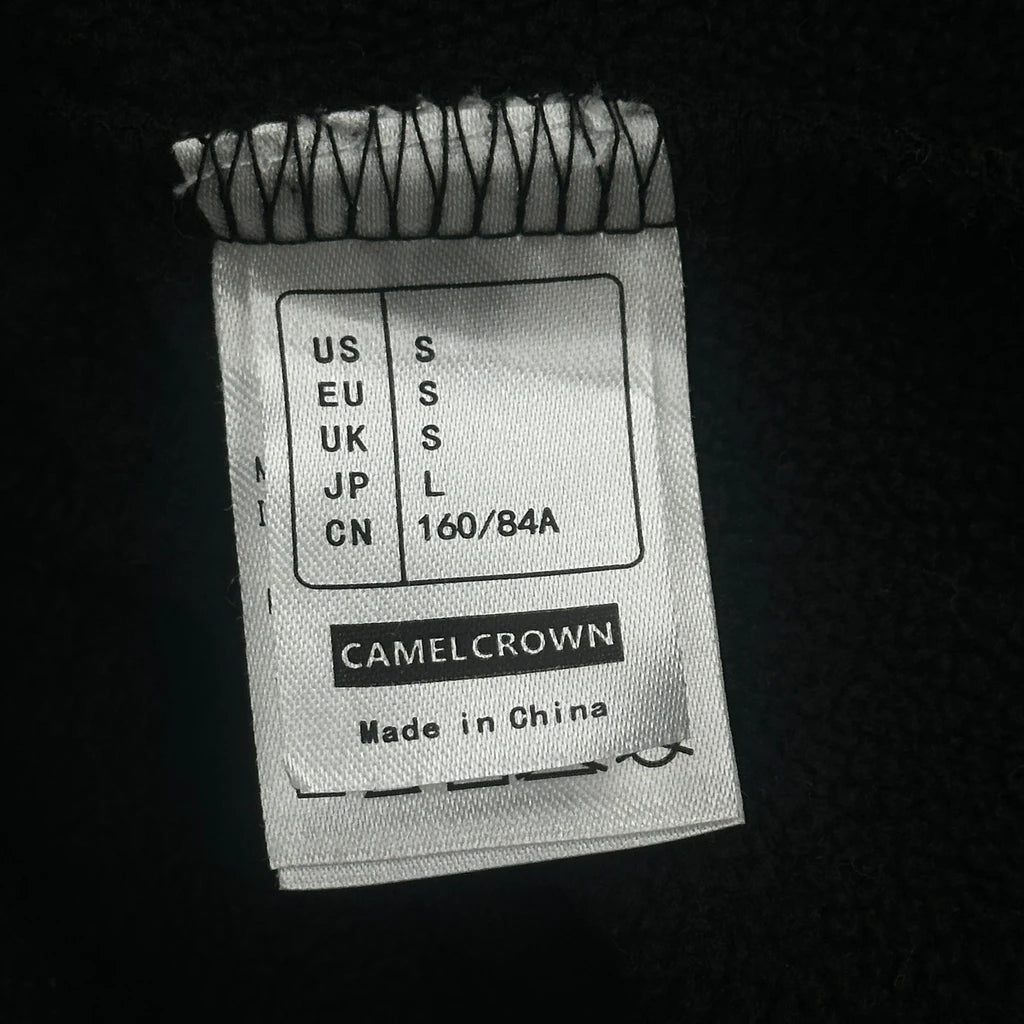 US S
EU S
UK S
JP L
CN 160/84A
CAMELCROWN
Made in China